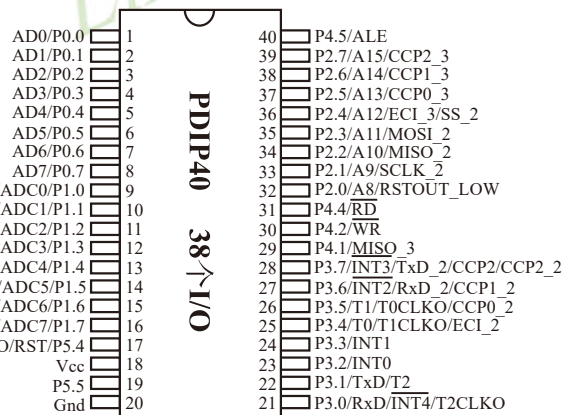 AD0/P0.0 1
AD1/P0.1 2
AD2/P0.2 3
AD3/P0.3 4
AD4/P0.4 5
AD5/P0.5 6
AD6/P0.6 7
AD7/P0.7 8
ADC0/P1.0 9
ADC1/P1.1 10
ADC2/P1.2 11
ADC3/P1.3 12
ADC4/P1.4 13
/ADC5/P1.5 14
ADC6/P1.6 15
ADC7/P1.7 16
O/RST/P5.4 17
Vcc 18
P5.5 19
Gnd 20
PDIP40 38个I/O
40 P4.5/ALE
39 P2.7/A15/CCP2_3
38 P2.6/A14/CCP1_3
37 P2.5/A13/CCP0_3
36 P2.4/A12/ECI_3/SS_2
35 P2.3/A11/MOSI_2
34 P2.2/A10/MISO_2
33 P2.1/A9/SCLK_2
32 P2.0/A8/RSTOUT_LOW
31 P4.4/RD
30 P4.2/WR
29 P4.1/MISO_3
28 P3.7/INT3/TxD_2/CCP2/CCP2_2
27 P3.6/INT2/RxD_2/CCP1_2
26 P3.5/T1/T0CLKO/CCP0_2
25 P3.4/T0/T1CLKO/ECI_2
24 P3.3/INT1
23 P3.2/INT0
22 P3.1/TxD/T2
21 P3.0/RxD/INT4/T2CLKO